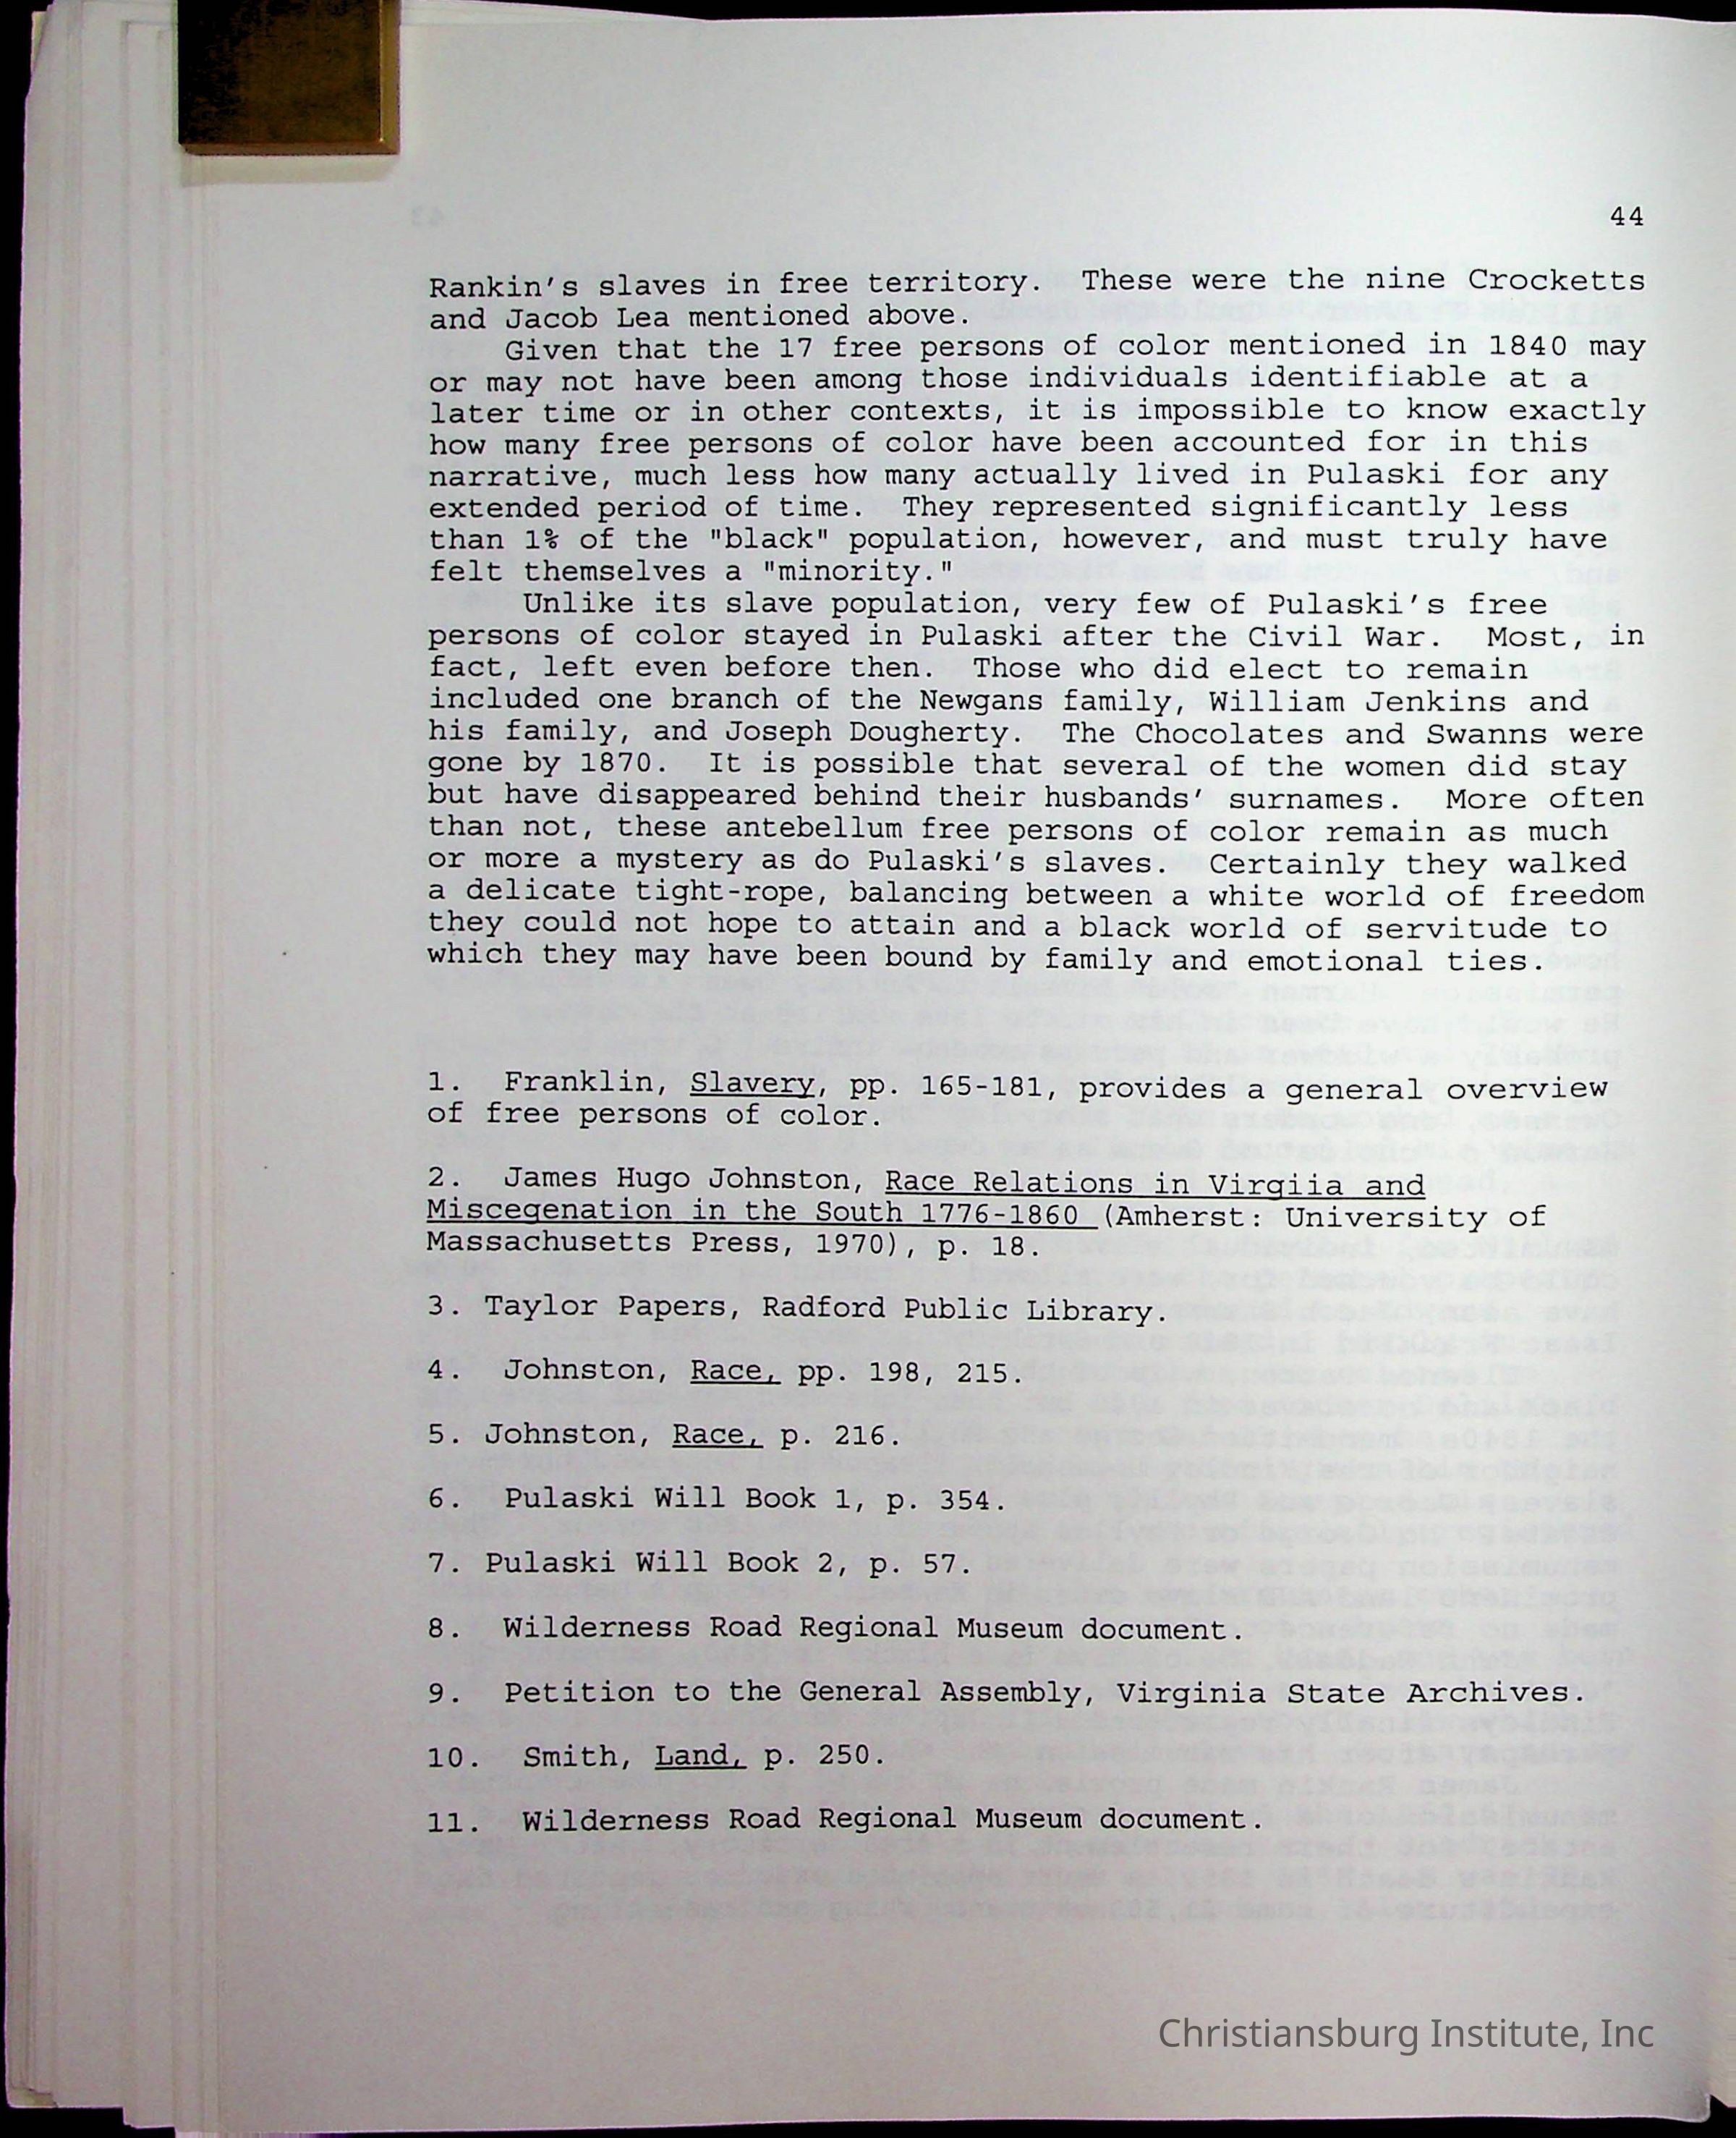 44
Rankin's slaves in free territory. These were the nine Crocketts
and Jacob Lea mentioned above.
Given that the 17 free persons of color mentioned in 1840 may
or may not have been among those individuals identifiable at a
later time or in other contexts, it is impossible to know exactly
how many free persons of color have been accounted for in this
narrative, much less how many actually lived in Pulaski for any
extended period of time. They represented significantly less
than 1% of the "black" population, however, and must truly have
felt themselves a "minority."
Unlike its slave population, very few of Pulaski's free
persons of color stayed in Pulaski after the Civil War. Most, in
fact, left even before then. Those who did elect to remain
included one branch of the Newgans family, William Jenkins and
his family, and Joseph Dougherty. The Chocolates and Swanns were
gone by 1870. It is possible that several of the women did stay
but have disappeared behind their husbands' surnames. More often
than not, these antebellum free persons of color remain as much
or more a mystery as do Pulaski's slaves. Certainly they walked
a delicate tight-rope, balancing between a white world of freedom
they could not hope to attain and a black world of servitude to
which they may have been bound by family and emotional ties.
1. Franklin, Slavery, pp. 165-181, provides a general overview
of free persons of color.
2. James Hugo Johnston, Race Relations in Virgiia and
Miscegenation in the South 1776-1860 (Amherst: University of
Massachusetts Press, 1970), p. 18.
3. Taylor Papers, Radford Public Library.
4. Johnston, Race, pp. 198, 215.
5. Johnston, Race, p. 216.
6. Pulaski Will Book 1, p. 354.
7. Pulaski Will Book 2, p. 57.
8. Wilderness Road Regional Museum document.
9. Petition to the General Assembly, Virginia State Archives.
10. Smith, Land, p. 250.
11. Wilderness Road Regional Museum document.
Christiansburg Institute, Inc